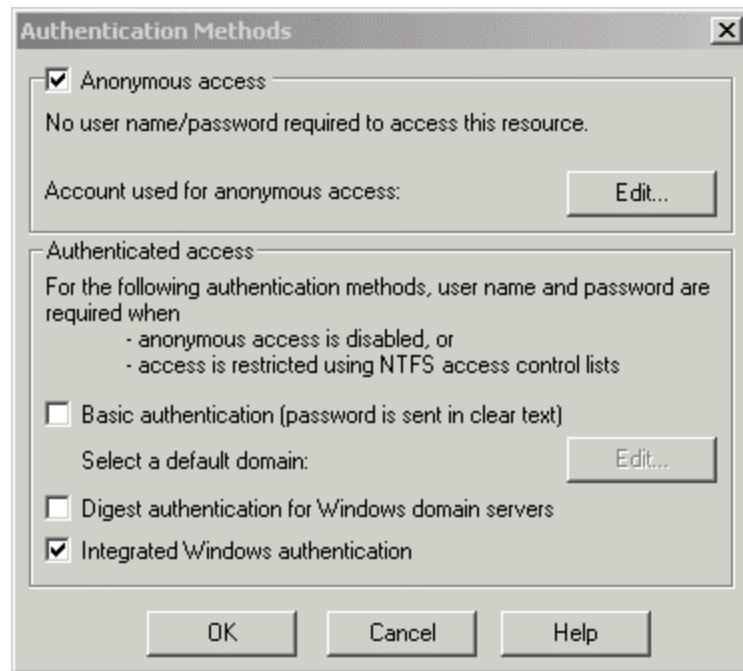 Authentication Methods
Anonymous access
No user name/password required to access this resource.
Account used for anonymous access:
Edit...
Authenticated access
For the following authentication methods, user name and password are
required when
- anonymous access is disabled, or
- access is restricted using NTFS access control lists
Basic authentication (password is sent in clear text)
Select a default domain:
Edit...
Digest authentication for Windows domain servers
Integrated Windows authentication
OK
Cancel
Help